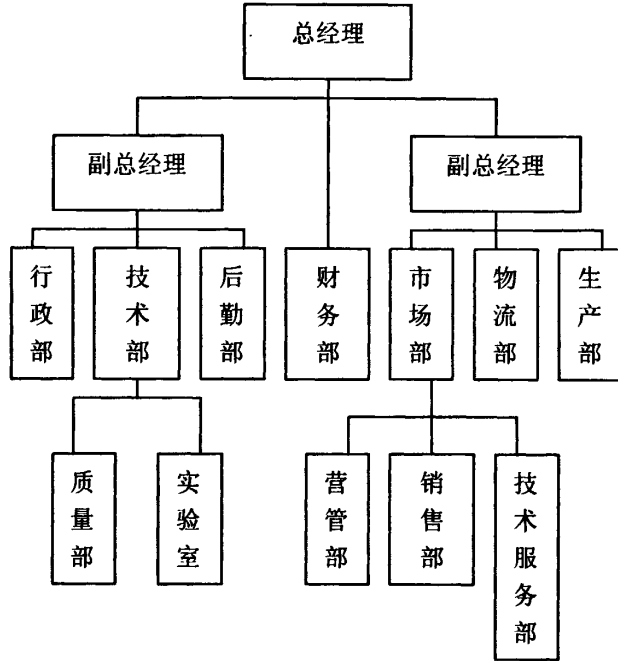 总经理
副总经理
副总经理
行政部
技术部
后勤部
财务部
市场部
物流部
生产部
质量部
实验室
营管部
销售部
技术服务部